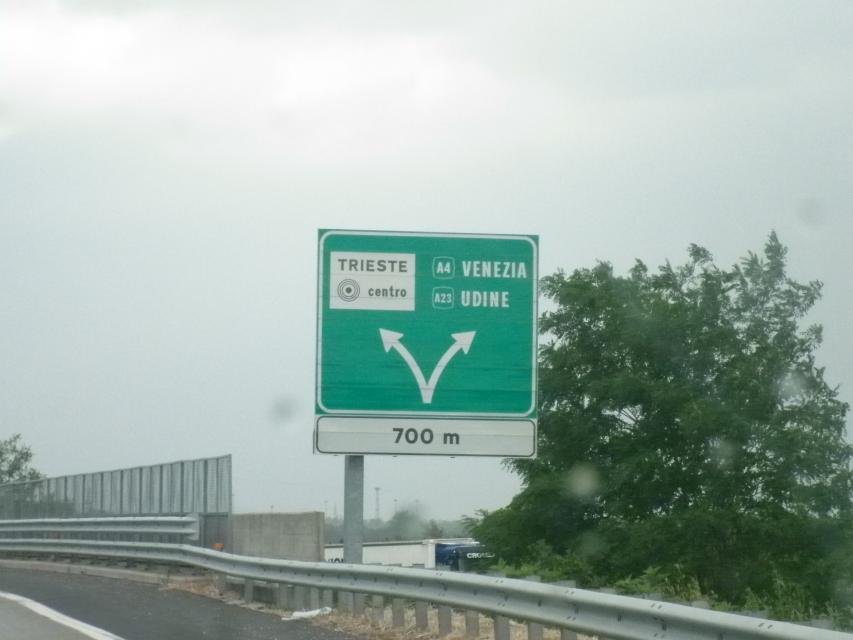 TRIESTE
centro
A4 VENEZIA
A23 UDINE
700 m